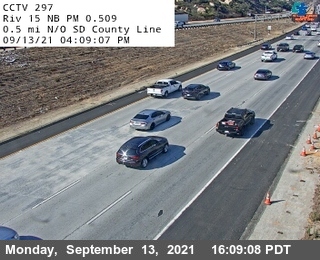 CCTV 297
Riv 15 NB PM 0.509
0.5 mi N/O SD County Line
09/13/21 04:09:07 PM
Monday, September 13, 2021 16:09:08 PDT